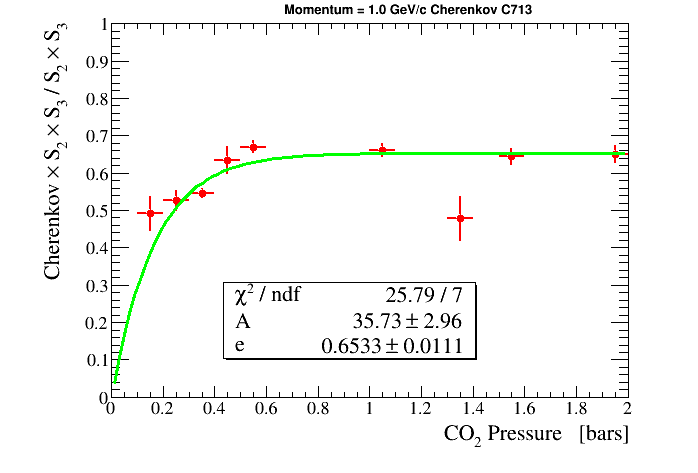 Momentum = 1.0 GeV/c Cherenkov C713
Cherenkov × S₂ × S₃ / S₂ × S₃
1
0.9
0.8
0.7
0.6
0.5
0.4
0.3
0.2
0.1
0
χ² / ndf 25.79 / 7
A 35.73 ± 2.96
e 0.6533 ± 0.0111
0 0.2 0.4 0.6 0.8 1 1.2 1.4 1.6 1.8 2
CO₂ Pressure [bars]